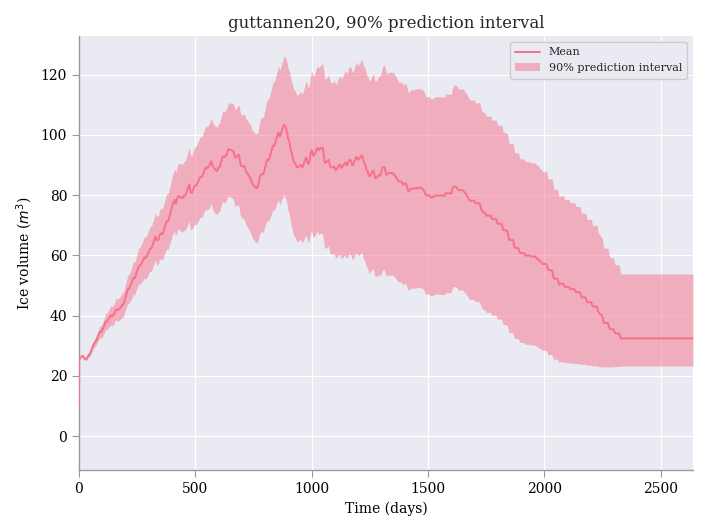 guttannen20, 90% prediction interval
Mean
90% prediction interval
120
100
80
60
40
20
0
Ice volume (m³)
0 500 1000 1500 2000 2500
Time (days)